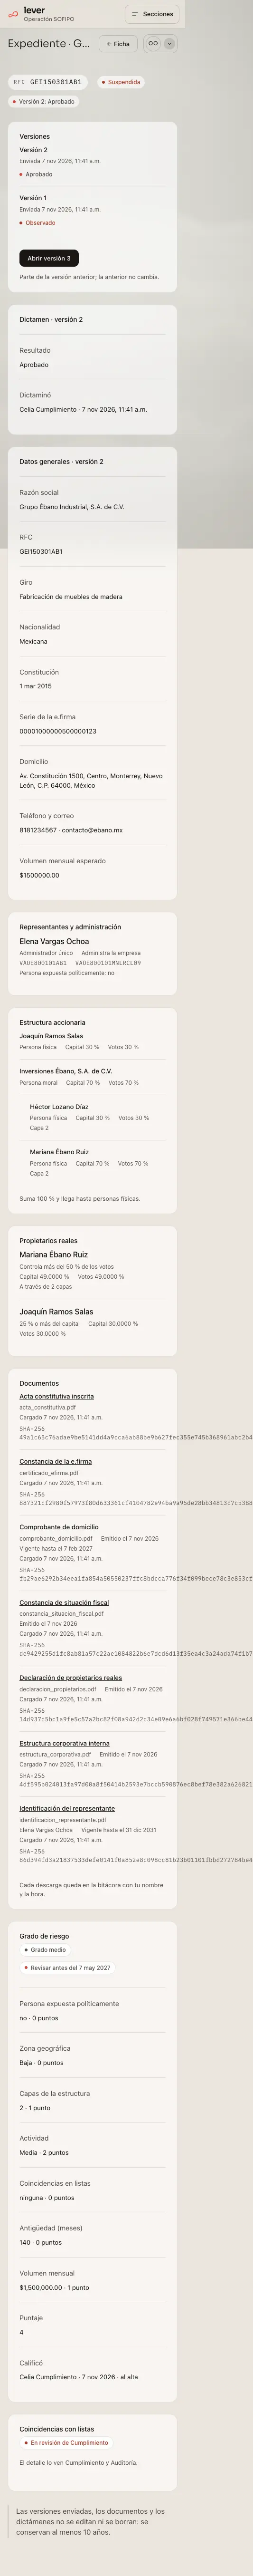 lever
Operación SOFIPO
Secciones
Expediente · G...
← Ficha
OO
RFC GEI150301AB1
Suspendida
Versión 2: Aprobado
Versiones
Versión 2
Enviada 7 nov 2026, 11:41 a.m.
Aprobado
Versión 1
Enviada 7 nov 2026, 11:41 a.m.
Observado
Abrir versión 3
Parte de la versión anterior; la anterior no cambia.
Dictamen · versión 2
Resultado
Aprobado
Dictaminó
Celia Cumplimiento · 7 nov 2026, 11:41 a.m.
Datos generales · versión 2
Razón social
Grupo Ébano Industrial, S.A. de C.V.
RFC
GEI150301AB1
Giro
Fabricación de muebles de madera
Nacionalidad
Mexicana
Constitución
1 mar 2015
Serie de la e.firma
00001000000500000123
Domicilio
Av. Constitución 1500, Centro, Monterrey, Nuevo
León, C.P. 64000, México
Teléfono y correo
8181234567 · contacto@ebano.mx
Volumen mensual esperado
$1500000.00
Representantes y administración
Elena Vargas Ochoa
Administrador único Administra la empresa
VAOE800101AB1 VAOE800101MNLRCL09
Persona expuesta políticamente: no
Estructura accionaria
Joaquín Ramos Salas
Persona física Capital 30 % Votos 30 %
Inversiones Ébano, S.A. de C.V.
Persona moral Capital 70 % Votos 70 %
Héctor Lozano Díaz
Persona física Capital 30 % Votos 30 %
Capa 2
Mariana Ébano Ruiz
Persona física Capital 70 % Votos 70 %
Capa 2
Suma 100 % y llega hasta personas físicas.
Propietarios reales
Mariana Ébano Ruiz
Controla más del 50 % de los votos
Capital 49.0000 % Votos 49.0000 %
A través de 2 capas
Joaquín Ramos Salas
25 % o más del capital Capital 30.0000 %
Votos 30.0000 %
Documentos
Acta constitutiva inscrita
acta_constitutiva.pdf
Cargado 7 nov 2026, 11:41 a.m.
SHA-256
Constancia de la e.firma
certificado_efirma.pdf
Cargado 7 nov 2026, 11:41 a.m.
SHA-256
Comprobante de domicilio
comprobante_domicilio.pdf Emitido el 7 nov 2026
Vigente hasta el 7 feb 2027
Cargado 7 nov 2026, 11:41 a.m.
SHA-256
Constancia de situación fiscal
constancia_situacion_fiscal.pdf
Emitido el 7 nov 2026
Cargado 7 nov 2026, 11:41 a.m.
SHA-256
Declaración de propietarios reales
declaracion_propietarios.pdf Emitido el 7 nov 2026
Cargado 7 nov 2026, 11:41 a.m.
SHA-256
Estructura corporativa interna
estructura_corporativa.pdf Emitido el 7 nov 2026
Cargado 7 nov 2026, 11:41 a.m.
SHA-256
Identificación del representante
identificacion_representante.pdf
Elena Vargas Ochoa Vigente hasta el 31 dic 2031
Cargado 7 nov 2026, 11:41 a.m.
SHA-256
Cada descarga queda en la bitácora con tu nombre
y la hora.
Grado de riesgo
Grado medio
Revisar antes del 7 may 2027
Persona expuesta políticamente
no · 0 puntos
Zona geográfica
Baja · 0 puntos
Capas de la estructura
2 · 1 punto
Actividad
Media · 2 puntos
Coincidencias en listas
ninguna · 0 puntos
Antigüedad (meses)
140 · 0 puntos
Volumen mensual
$1,500,000.00 · 1 punto
Puntaje
4
Calificó
Celia Cumplimiento · 7 nov 2026 · al alta
Coincidencias con listas
En revisión de Cumplimiento
El detalle lo ven Cumplimiento y Auditoría.
Las versiones enviadas, los documentos y los
dictámenes no se editan ni se borran: se
conservan al menos 10 años.